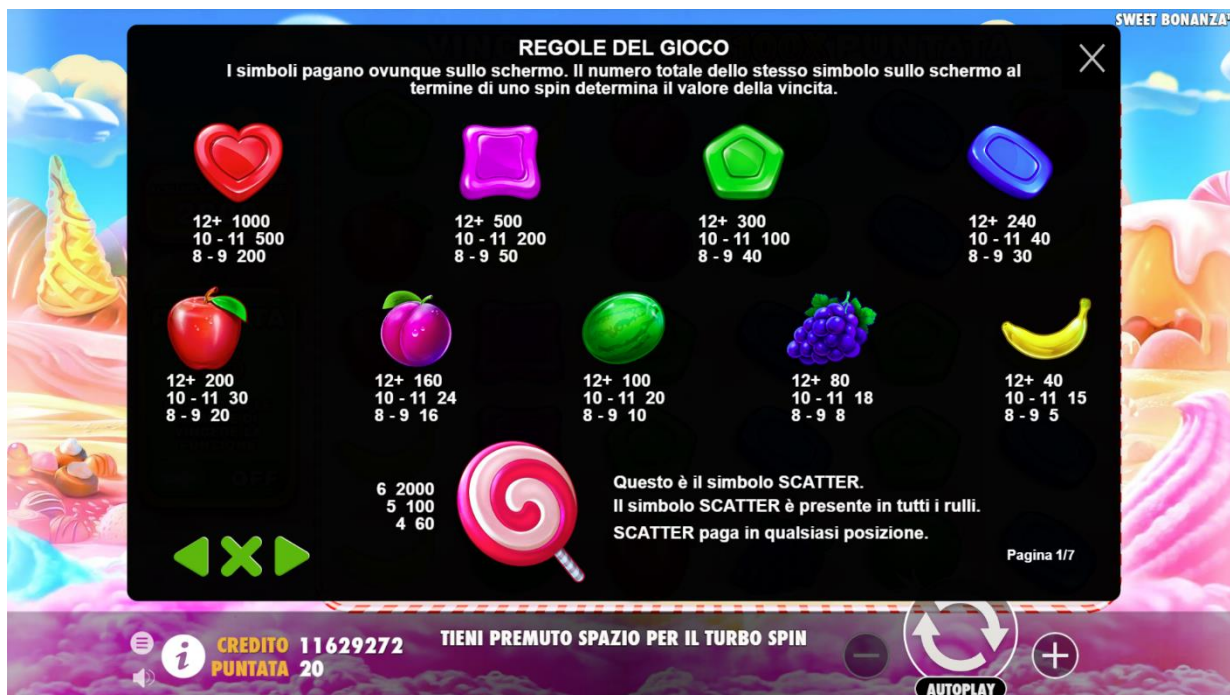 SWEET BONANZA
REGOLE DEL GIOCO
I simboli pagano ovunque sullo schermo. Il numero totale dello stesso simbolo sullo schermo al
termine di uno spin determina il valore della vincita.
12+ 1000
10 - 11 500
8 - 9 200
12+ 500
10 - 11 200
8 - 9 50
12+ 300
10 - 11 100
8 - 9 40
12+ 240
10 - 11 40
8 - 9 30
12+ 200
10 - 11 30
8 - 9 20
12+ 160
10 - 11 24
8 - 9 16
12+ 100
10 - 11 20
8 - 9 10
12+ 80
10 - 11 18
8 - 9 8
12+ 40
10 - 11 15
8 - 9 5
6 2000
5 100
4 60
Questo è il simbolo SCATTER.
Il simbolo SCATTER è presente in tutti i rulli.
SCATTER paga in qualsiasi posizione.
Pagina 1/7
CREDITO 11629272
PUNTATA 20
TIENI PREMUTO SPAZIO PER IL TURBO SPIN
AUTOPLAY